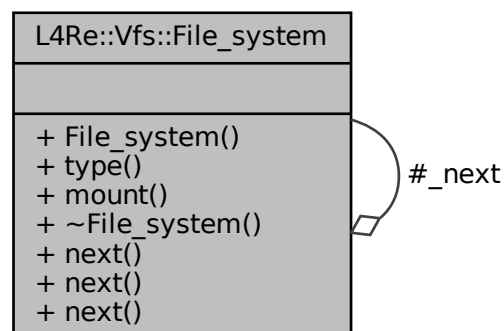 L4Re::Vfs::File_system
+ File_system()
+ type()
+ mount()
+ ~File_system()
+ next()
+ next()
+ next()
#_next